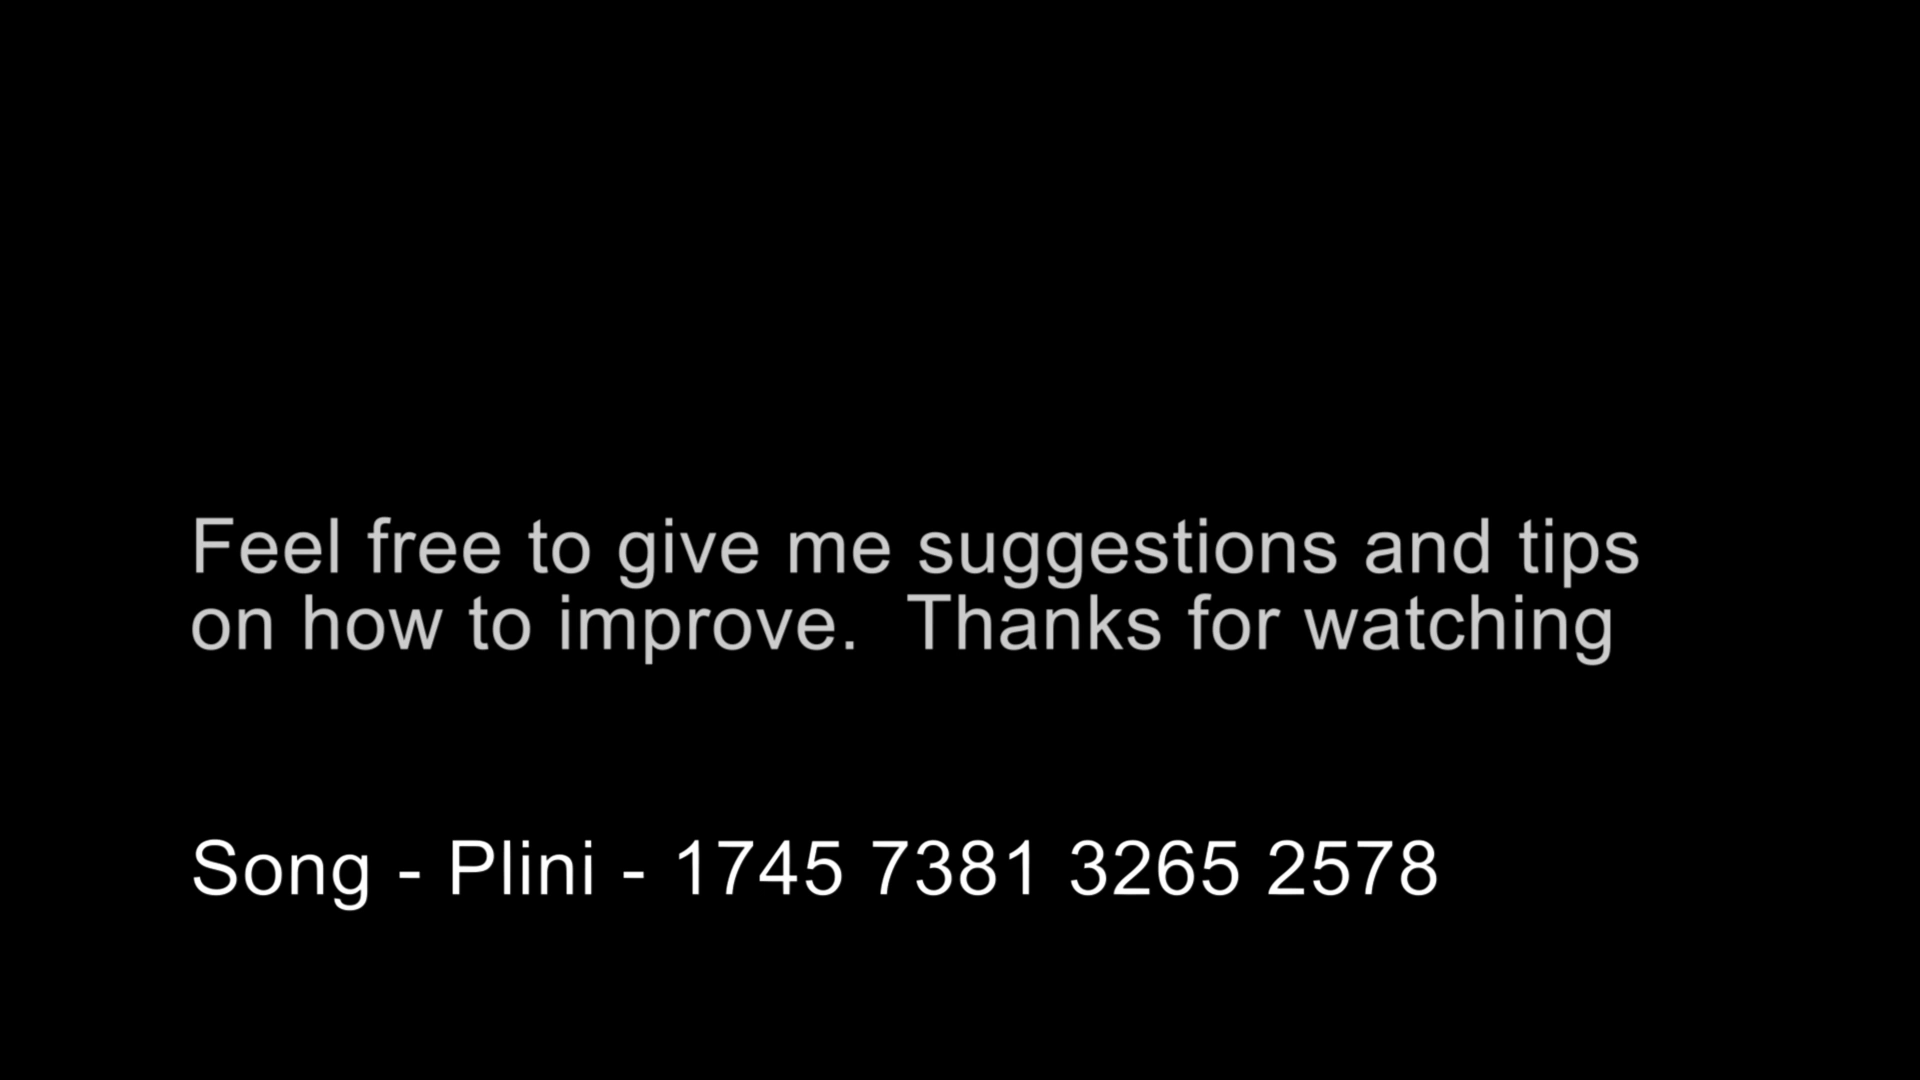 Feel free to give me suggestions and tips
on how to improve.  Thanks for watching
Song - Plini - 1745 7381 3265 2578